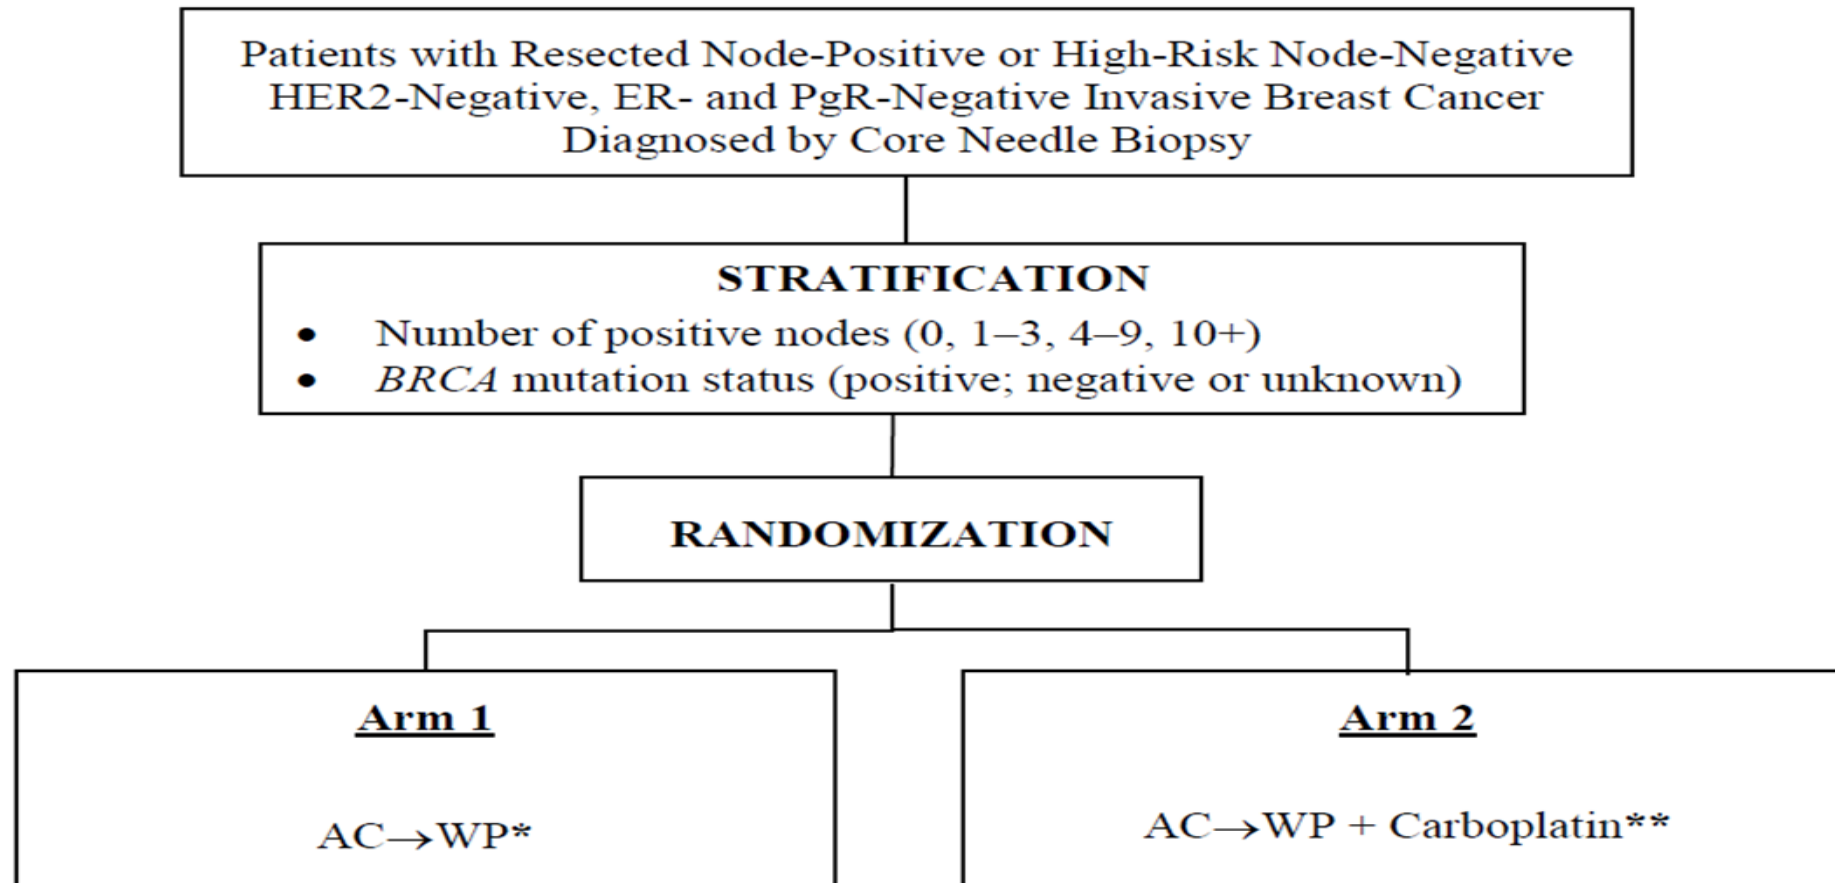 Patients with Resected Node-Positive or High-Risk Node-Negative
HER2-Negative, ER- and PgR-Negative Invasive Breast Cancer
Diagnosed by Core Needle Biopsy
STRATIFICATION
• Number of positive nodes (0, 1–3, 4–9, 10+)
• BRCA mutation status (positive; negative or unknown)
RANDOMIZATION
Arm 1
AC→WP*
Arm 2
AC→WP + Carboplatin**